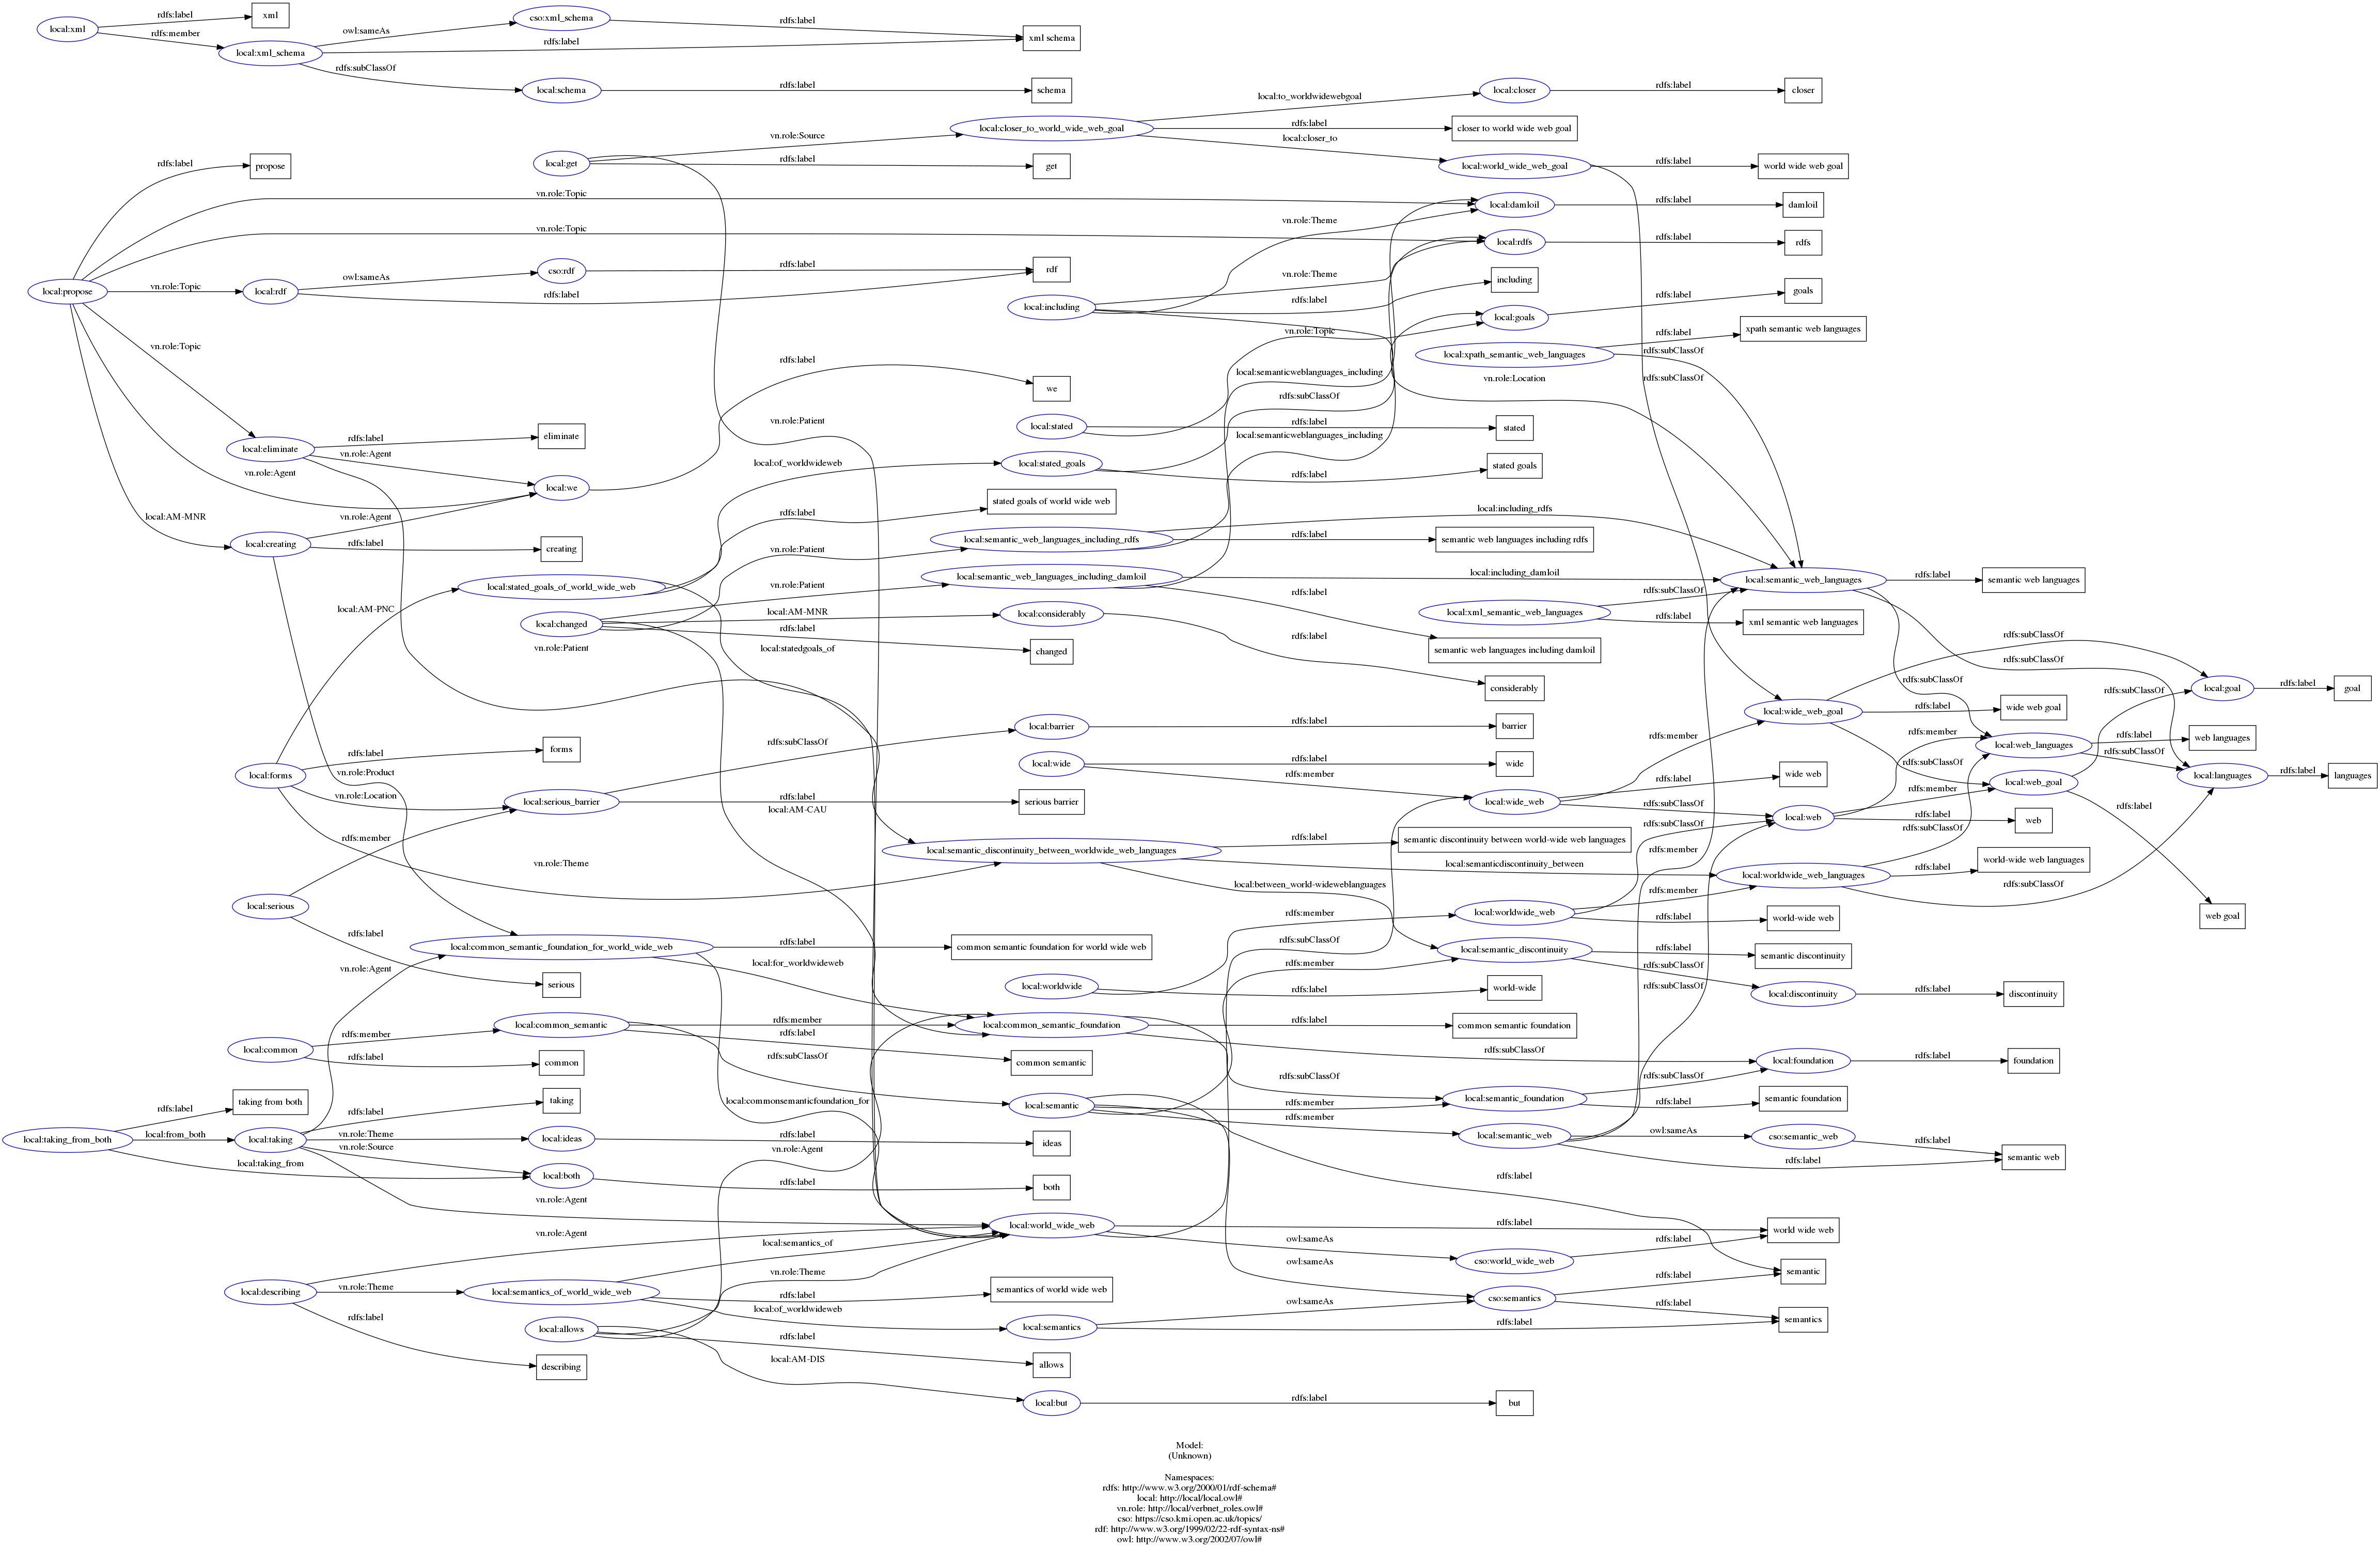 local:xml
rdfs:label
xml
rdfs:member
local:xml_schema
owl:sameAs
cso:xml_schema
rdfs:label
rdfs:label
xml schema
rdfs:subClassOf
local:schema
rdfs:label
schema
local:get
vn.role:Source
local:closer_to_world_wide_web_goal
local:to_worldwidewebgoal
local:closer
rdfs:label
closer
rdfs:label
closer to world wide web goal
local:closer_to
local:world_wide_web_goal
rdfs:label
world wide web goal
rdfs:label
get
rdfs:label
propose
local:propose
vn.role:Topic
local:damloil
rdfs:label
damloil
vn.role:Topic
local:rdfs
rdfs:label
rdfs
vn.role:Topic
local:rdf
owl:sameAs
cso:rdf
rdfs:label
rdf
rdfs:label
local:including
vn.role:Theme
vn.role:Theme
rdfs:label
including
vn.role:Topic
local:goals
rdfs:label
goals
local:xpath_semantic_web_languages
rdfs:label
xpath semantic web languages
rdfs:subClassOf
rdfs:subClassOf
vn.role:Location
vn.role:Topic
local:eliminate
rdfs:label
eliminate
vn.role:Agent
vn.role:Agent
local:we
rdfs:label
we
vn.role:Patient
local:semanticweblanguages_including
rdfs:subClassOf
local:stated
rdfs:label
stated
local:semanticweblanguages_including
local:of_worldwideweb
local:stated_goals
rdfs:label
stated goals
local:AM-MNR
local:creating
vn.role:Agent
rdfs:label
creating
stated goals of world wide web
rdfs:label
local:including_rdfs
local:semantic_web_languages_including_rdfs
rdfs:label
semantic web languages including rdfs
vn.role:Patient
local:semantic_web_languages_including_damloil
local:including_damloil
local:semantic_web_languages
rdfs:label
semantic web languages
local:stated_goals_of_world_wide_web
vn.role:Patient
rdfs:label
rdfs:subClassOf
local:AM-PNC
local:changed
local:AM-MNR
local:considerably
local:xml_semantic_web_languages
rdfs:label
xml semantic web languages
rdfs:label
changed
vn.role:Patient
local:statedgoals_of
rdfs:label
semantic web languages including damloil
considerably
rdfs:subClassOf
rdfs:subClassOf
rdfs:subClassOf
rdfs:subClassOf
local:goal
rdfs:label
goal
local:wide_web_goal
rdfs:label
wide web goal
local:barrier
rdfs:label
barrier
rdfs:subClassOf
rdfs:member
rdfs:member
local:web_languages
rdfs:label
web languages
rdfs:subClassOf
local:languages
rdfs:label
languages
local:forms
rdfs:label
forms
local:wide
rdfs:label
wide
rdfs:member
rdfs:label
wide web
rdfs:subClassOf
local:web_goal
vn.role:Product
vn.role:Location
local:serious_barrier
rdfs:label
serious barrier
local:wide_web
rdfs:subClassOf
rdfs:member
local:web
rdfs:label
web
rdfs:label
local:AM-CAU
rdfs:subClassOf
rdfs:subClassOf
rdfs:member
vn.role:Theme
rdfs:member
local:semantic_discontinuity_between_worldwide_web_languages
rdfs:label
semantic discontinuity between world-wide web languages
local:semanticdiscontinuity_between
local:worldwide_web_languages
rdfs:label
world-wide web languages
rdfs:subClassOf
local:between_world-wideweblanguages
rdfs:member
local:serious
rdfs:label
serious
rdfs:member
local:worldwide_web
rdfs:label
world-wide web
web goal
local:common_semantic_foundation_for_world_wide_web
rdfs:label
common semantic foundation for world wide web
rdfs:subClassOf
local:semantic_discontinuity
rdfs:label
semantic discontinuity
rdfs:subClassOf
vn.role:Agent
local:for_worldwideweb
rdfs:member
local:worldwide
rdfs:label
world-wide
rdfs:subClassOf
local:discontinuity
rdfs:label
discontinuity
local:common
rdfs:member
local:common_semantic
rdfs:member
local:common_semantic_foundation
rdfs:label
common semantic foundation
rdfs:label
common
rdfs:label
common semantic
rdfs:subClassOf
rdfs:subClassOf
local:foundation
rdfs:label
foundation
rdfs:subClassOf
rdfs:subClassOf
local:semantic_foundation
rdfs:label
semantic foundation
local:taking_from_both
rdfs:label
taking from both
local:from_both
local:taking
rdfs:label
taking
vn.role:Theme
local:ideas
rdfs:label
ideas
vn.role:Source
local:taking_from
local:both
rdfs:label
both
local:commonsemanticfoundation_for
local:semantic
rdfs:member
rdfs:member
local:semantic_web
owl:sameAs
cso:semantic_web
rdfs:label
semantic web
rdfs:label
vn.role:Agent
vn.role:Agent
rdfs:label
local:world_wide_web
rdfs:label
world wide web
vn.role:Agent
local:semantics_of
owl:sameAs
cso:world_wide_web
rdfs:label
local:describing
vn.role:Theme
local:semantics_of_world_wide_web
vn.role:Theme
rdfs:label
semantics of world wide web
owl:sameAs
cso:semantics
rdfs:label
semantic
rdfs:label
semantics
local:of_worldwideweb
local:semantics
owl:sameAs
rdfs:label
rdfs:label
describing
local:allows
rdfs:label
allows
local:AM-DIS
local:but
rdfs:label
but
Model:
(Unknown)
Namespaces:
rdfs: http://www.w3.org/2000/01/rdf-schema#
local: http://local/local.owl#
vn.role: http://local/verbnet_roles.owl#
cso: https://cso.kmi.open.ac.uk/topics/
rdf: http://www.w3.org/1999/02/22-rdf-syntax-ns#
owl: http://www.w3.org/2002/07/owl#